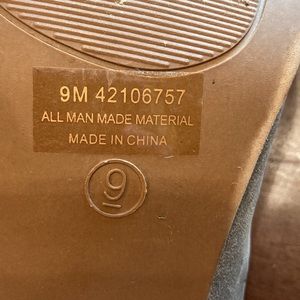 9M 42106757
ALL MAN MADE MATERIAL
MADE IN CHINA
9